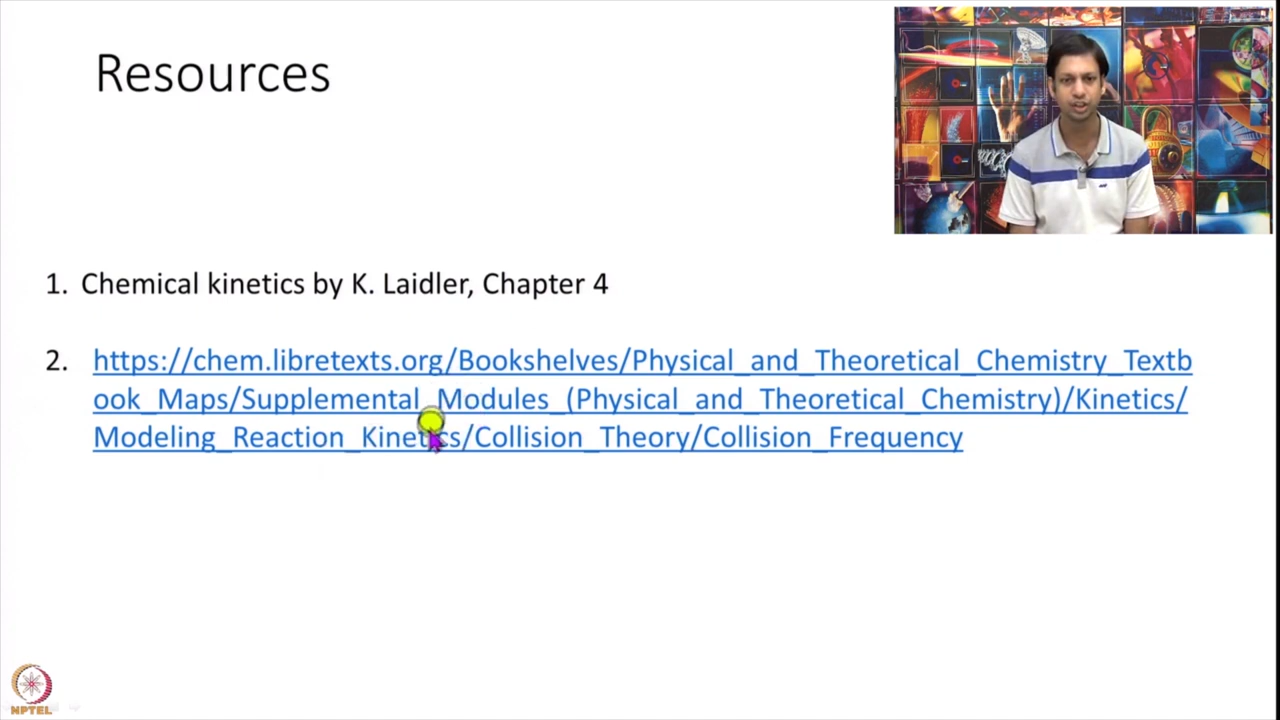 Resources
1. Chemical kinetics by K. Laidler, Chapter 4
2. https://chem.libretexts.org/Bookshelves/Physical_and_Theoretical_Chemistry_Textb
ook_Maps/Supplemental_Modules_(Physical_and_Theoretical_Chemistry)/Kinetics/
Modeling_Reaction_Kinetics/Collision_Theory/Collision_Frequency
NPTEL